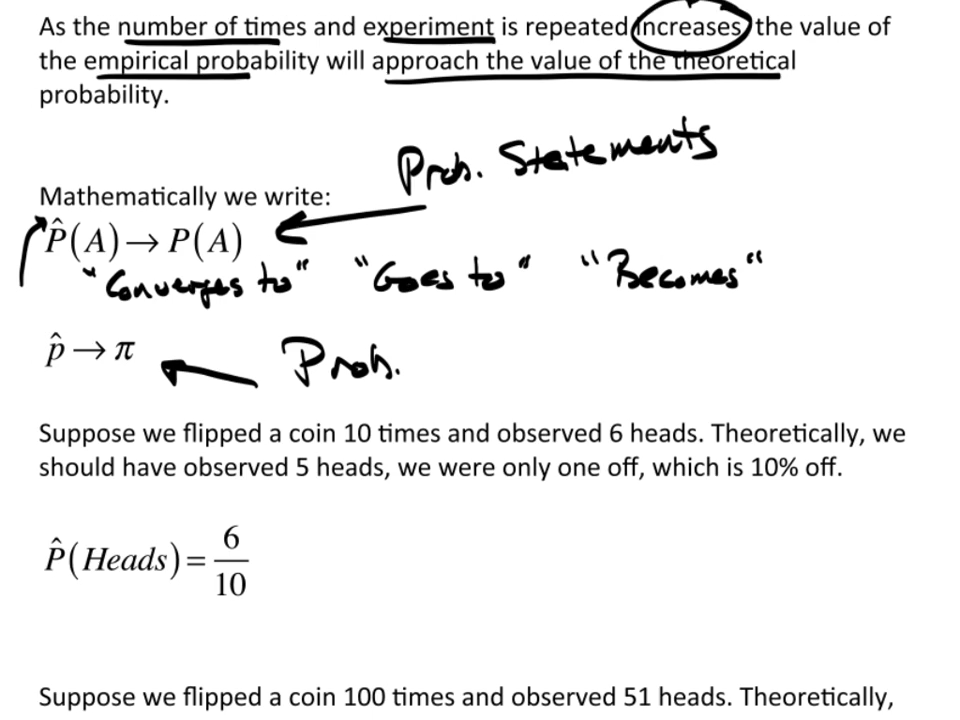 As the number of times and experiment is repeated increases, the value of
the empirical probability will approach the value of the theoretical
probability.
Prob. Statements
Mathematically we write:
P̂(A) → P(A)
"Converges to" "Goes to" "Becomes"
p̂ → π
Prob.
Suppose we flipped a coin 10 times and observed 6 heads. Theoretically, we
should have observed 5 heads, we were only one off, which is 10% off.
P̂(Heads) = 6/10
Suppose we flipped a coin 100 times and observed 51 heads. Theoretically,